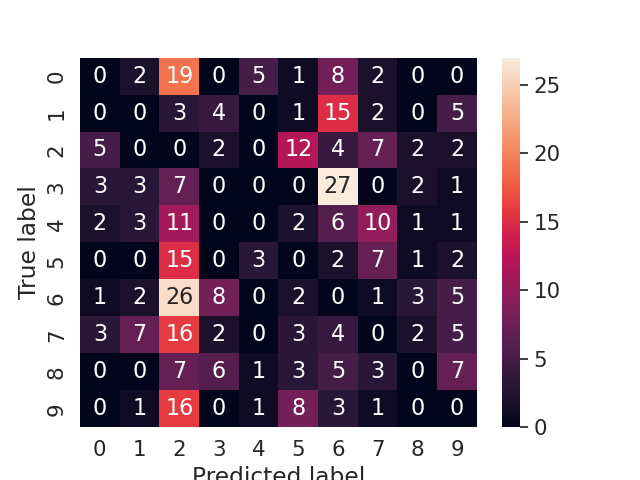 0 0 2 19 0 5 1 8 2 0 0
1 0 0 3 4 0 1 15 2 0 5
2 5 0 0 2 0 12 4 7 2 2
3 3 3 7 0 0 0 27 0 2 1
4 2 3 11 0 0 2 6 10 1 1
5 0 0 15 0 3 0 2 7 1 2
6 1 2 26 8 0 2 0 1 3 5
7 3 7 16 2 0 3 4 0 2 5
8 0 0 7 6 1 3 5 3 0 7
9 0 1 16 0 1 8 3 1 0 0
0 1 2 3 4 5 6 7 8 9
True label
Predicted label
25
20
15
10
5
0